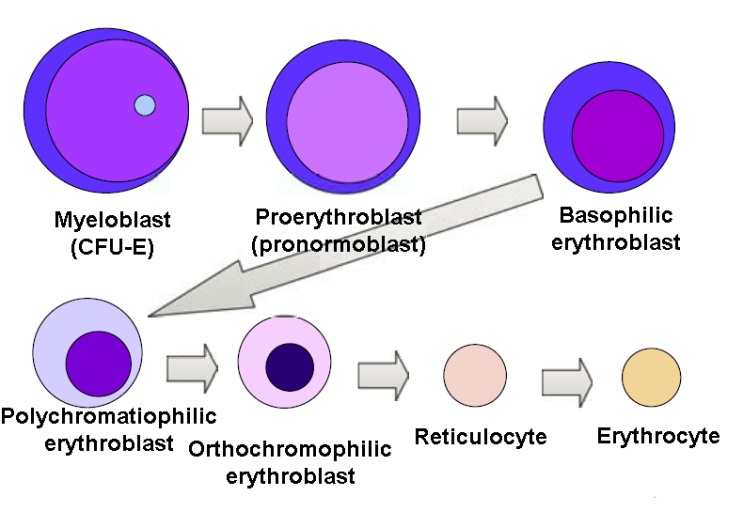 Myeloblast
(CFU-E)
Proerythroblast
(pronormoblast)
Basophilic
erythroblast
Polychromatiophilic
erythroblast
Orthochromophilic
erythroblast
Reticulocyte
Erythrocyte